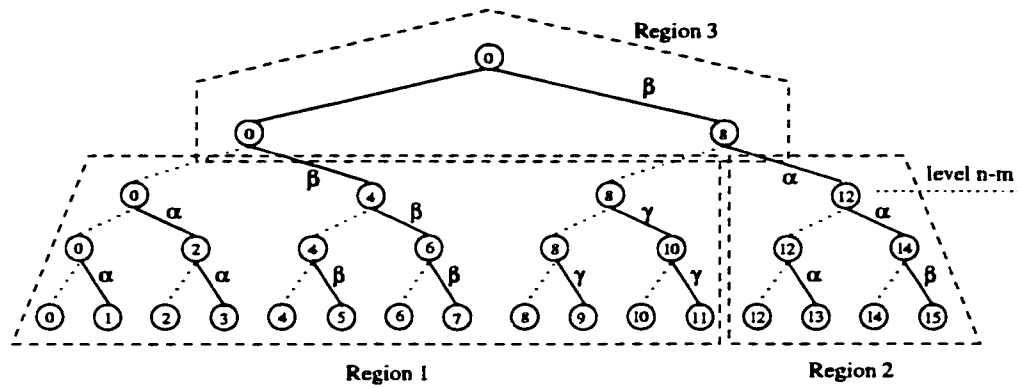 Region 3
0
β
0 8
β α level n-m
0 4 8 12
α β γ α
0 2 4 6 8 10 12 14
α α β β γ γ α β
0 1 2 3 4 5 6 7 8 9 10 11 12 13 14 15
Region 1 Region 2